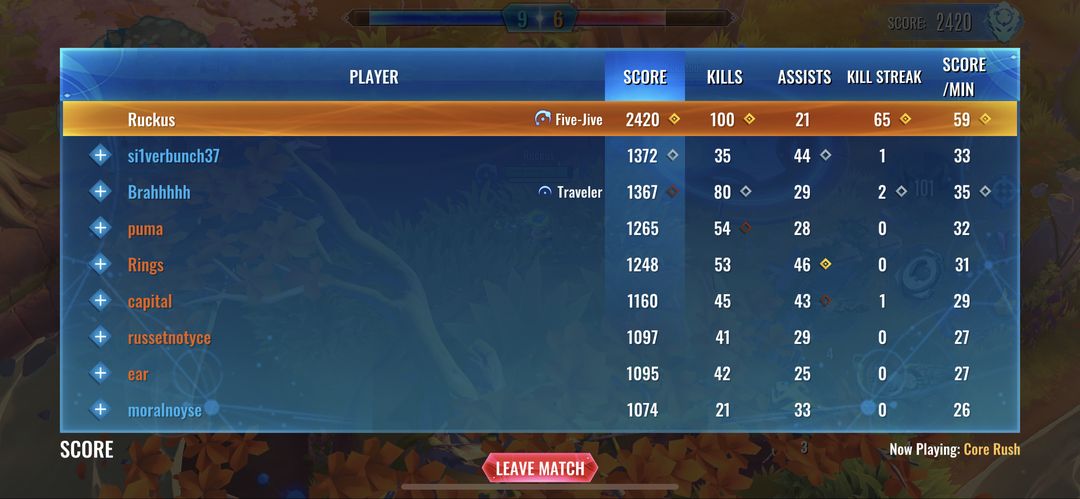 9 6
SCORE: 2420
PLAYER SCORE KILLS ASSISTS KILL STREAK SCORE /MIN
Ruckus Five-Jive 2420 100 21 65 59
si1verbunch37 1372 35 44 1 33
Brahhhhh Traveler 1367 80 29 2 35
puma 1265 54 28 0 32
Rings 1248 53 46 0 31
capital 1160 45 43 1 29
russetnotyce 1097 41 29 0 27
ear 1095 42 25 0 27
moralnoyse 1074 21 33 0 26
SCORE
3
Now Playing: Core Rush
LEAVE MATCH